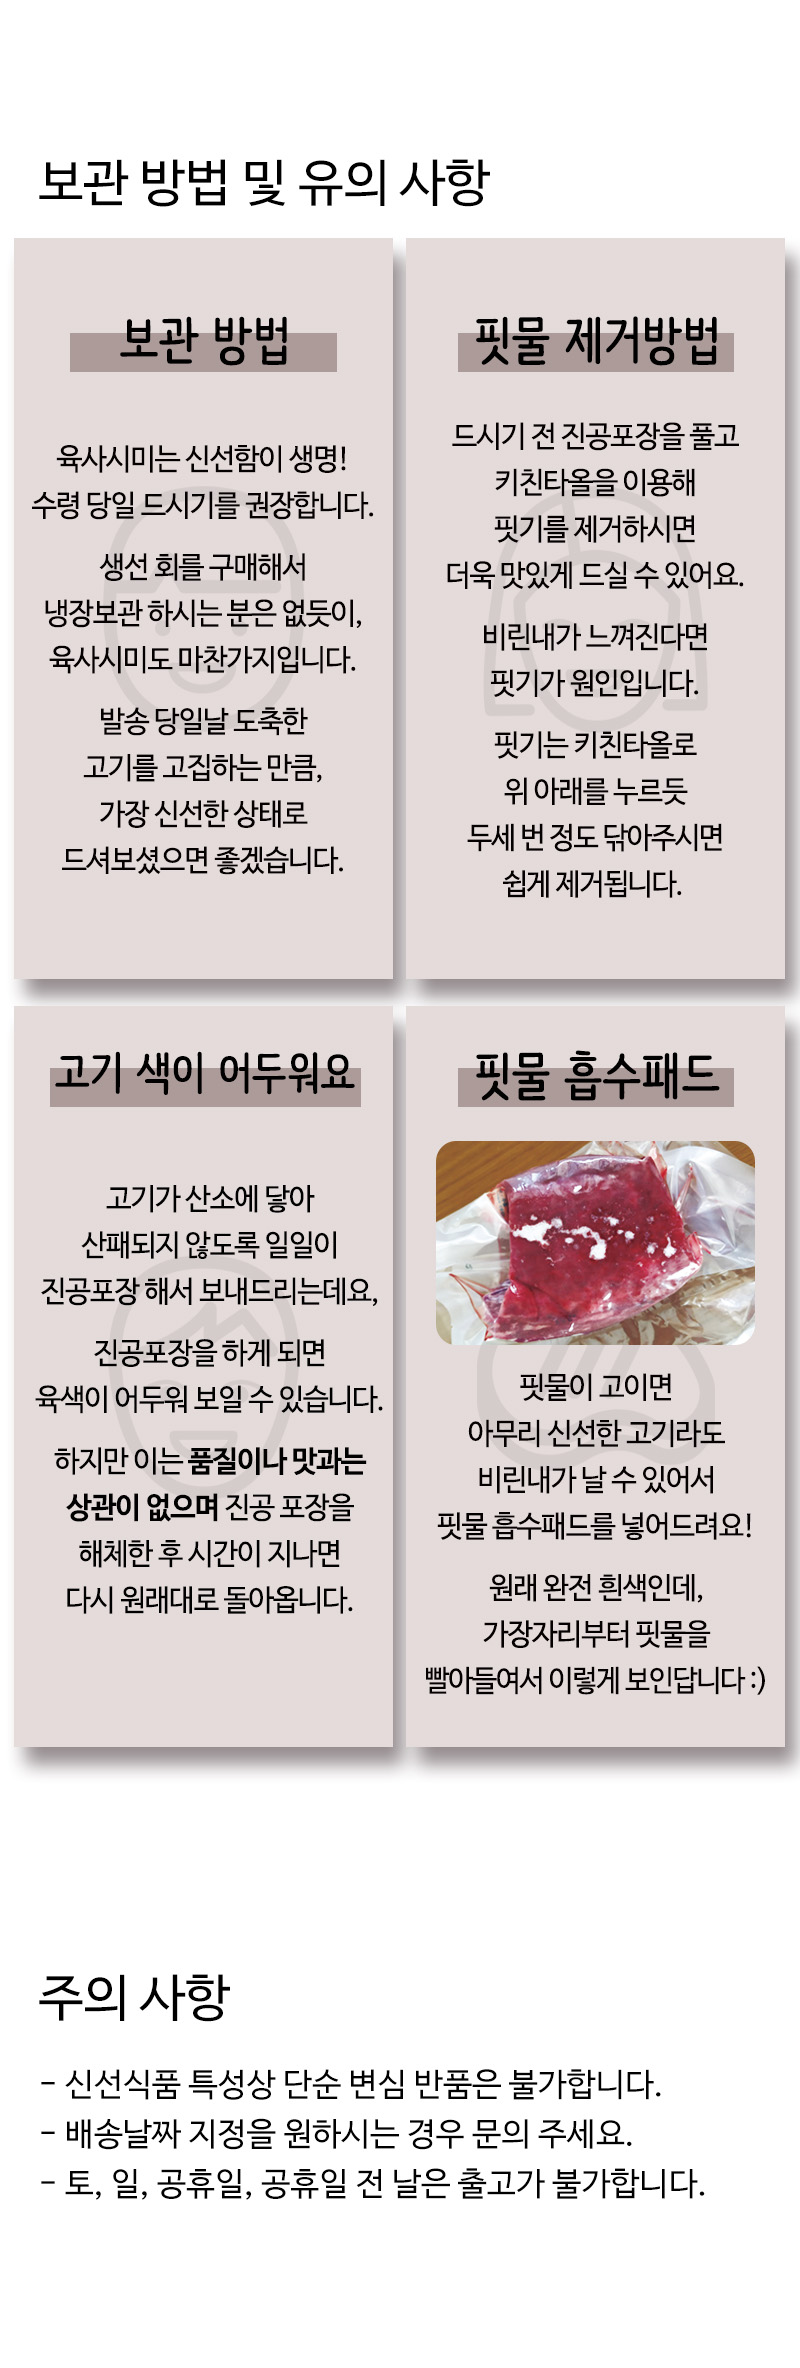 보관 방법 및 유의 사항
보관 방법
육사시미는 신선함이 생명!
수령 당일 드시기를 권장합니다.
생선 회를 구매해서
냉장보관 하시는 분은 없듯이,
육사시미도 마찬가지입니다.
발송 당일날 도축한
고기를 고집하는 만큼,
가장 신선한 상태로
드셔보셨으면 좋겠습니다.
핏물 제거방법
드시기 전 진공포장을 풀고
키친타올을 이용해
핏기를 제거하시면
더욱 맛있게 드실 수 있어요.
비린내가 느껴진다면
핏기가 원인입니다.
핏기는 키친타올로
위 아래를 누르듯
두세 번 정도 닦아주시면
쉽게 제거됩니다.
고기 색이 어두워요
고기가 산소에 닿아
산패되지 않도록 일일이
진공포장 해서 보내드리는데요,
진공포장을 하게 되면
육색이 어두워 보일 수 있습니다.
하지만 이는 품질이나 맛과는
상관이 없으며 진공 포장을
해체한 후 시간이 지나면
다시 원래대로 돌아옵니다.
핏물 흡수패드
핏물이 고이면
아무리 신선한 고기라도
비린내가 날 수 있어서
핏물 흡수패드를 넣어드려요!
원래 완전 흰색인데,
가장자리부터 핏물을
빨아들여서 이렇게 보인답니다 :)
주의 사항
- 신선식품 특성상 단순 변심 반품은 불가합니다.
- 배송날짜 지정을 원하시는 경우 문의 주세요.
- 토, 일, 공휴일, 공휴일 전 날은 출고가 불가합니다.